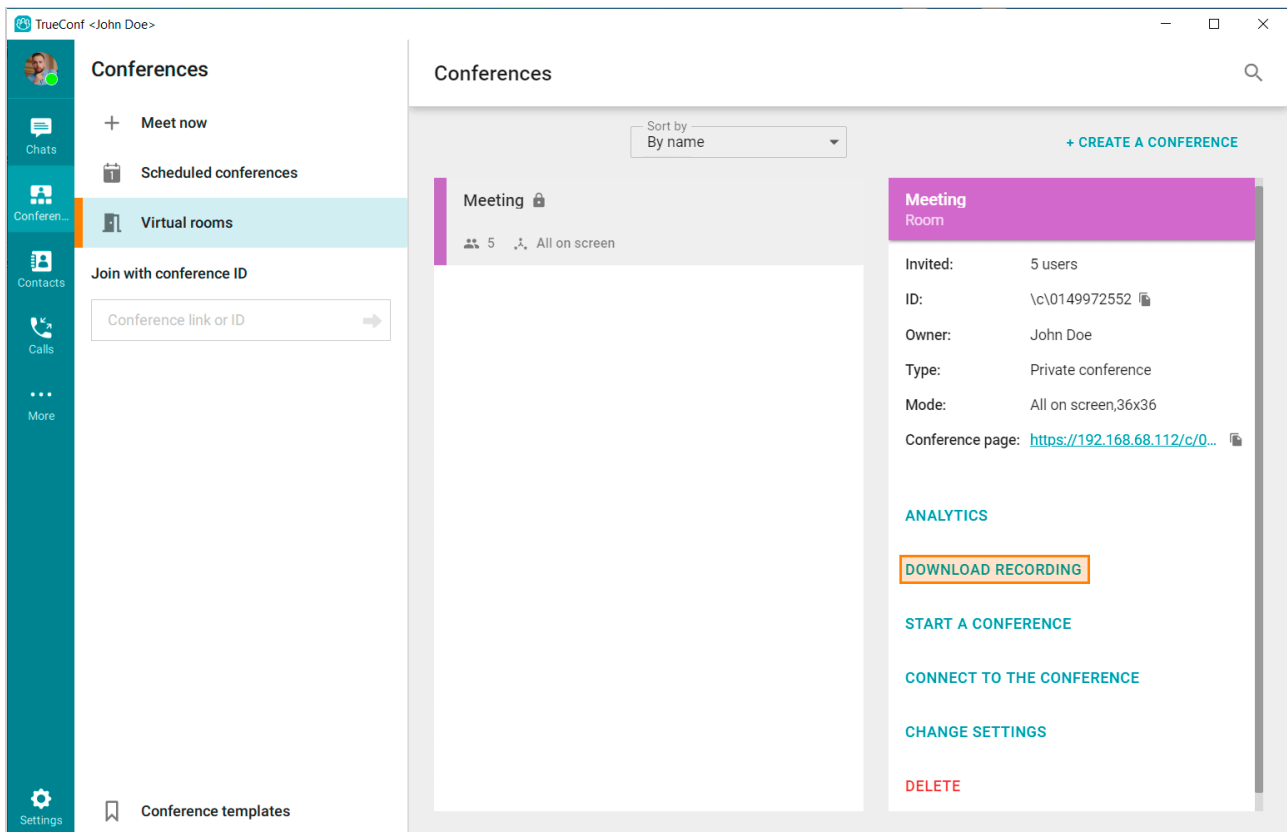 TrueConf <John Doe>
Chats
Conferen...
Contacts
Calls
More
Settings
Conferences
Meet now
1
Scheduled conferences
Virtual rooms
Join with conference ID
Conference link or ID
Conference templates
Conferences
Sort by
By name
+ CREATE A CONFERENCE
Meeting
5 All on screen
Meeting
Room
Invited: 5 users
ID: \c\0149972552
Owner: John Doe
Type: Private conference
Mode: All on screen,36x36
Conference page: https://192.168.68.112/c/0...
ANALYTICS
DOWNLOAD RECORDING
START A CONFERENCE
CONNECT TO THE CONFERENCE
CHANGE SETTINGS
DELETE